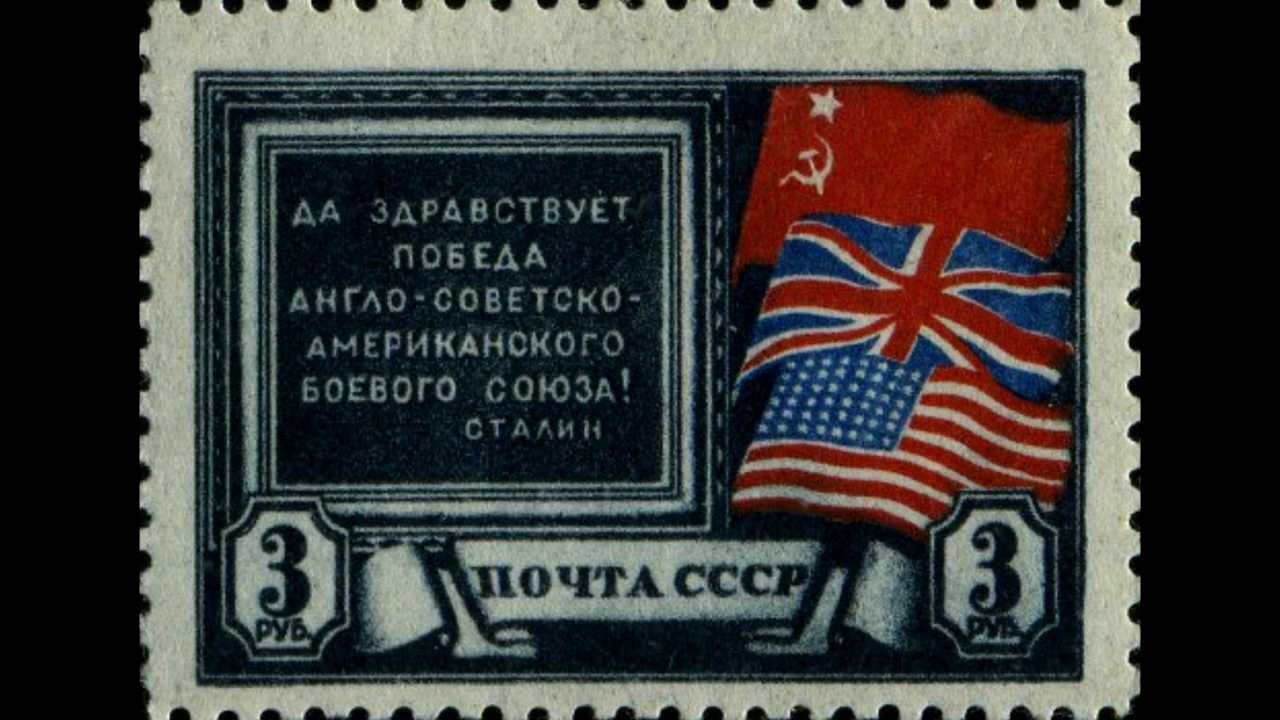 ДА ЗДРАВСТВУЕТ
ПОБЕДА
АНГЛО-СОВЕТСКО-
АМЕРИКАНСКОГО
БОЕВОГО СОЮЗА!
СТАЛИН
3
РУБ.
ПОЧТА СССР
3
РУБ.